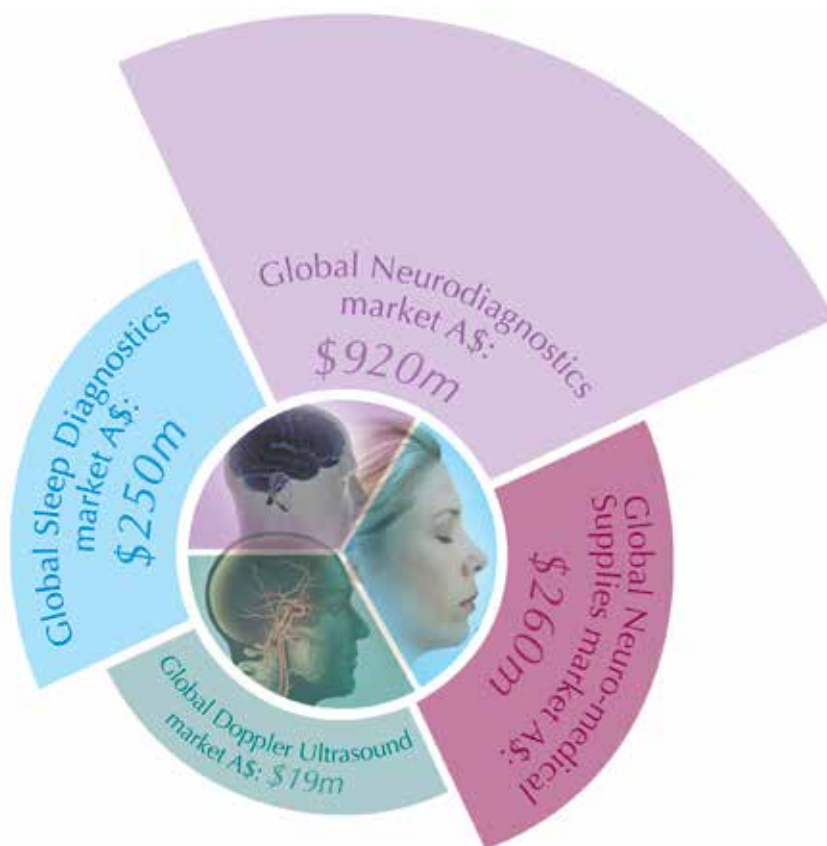 Global Neurodiagnostics
market A$:
$920m
Global Sleep Diagnostics
market A$:
$250m
Global Neuro-medical
Supplies market A$:
$260m
Global Doppler Ultrasound
market A$: $19m